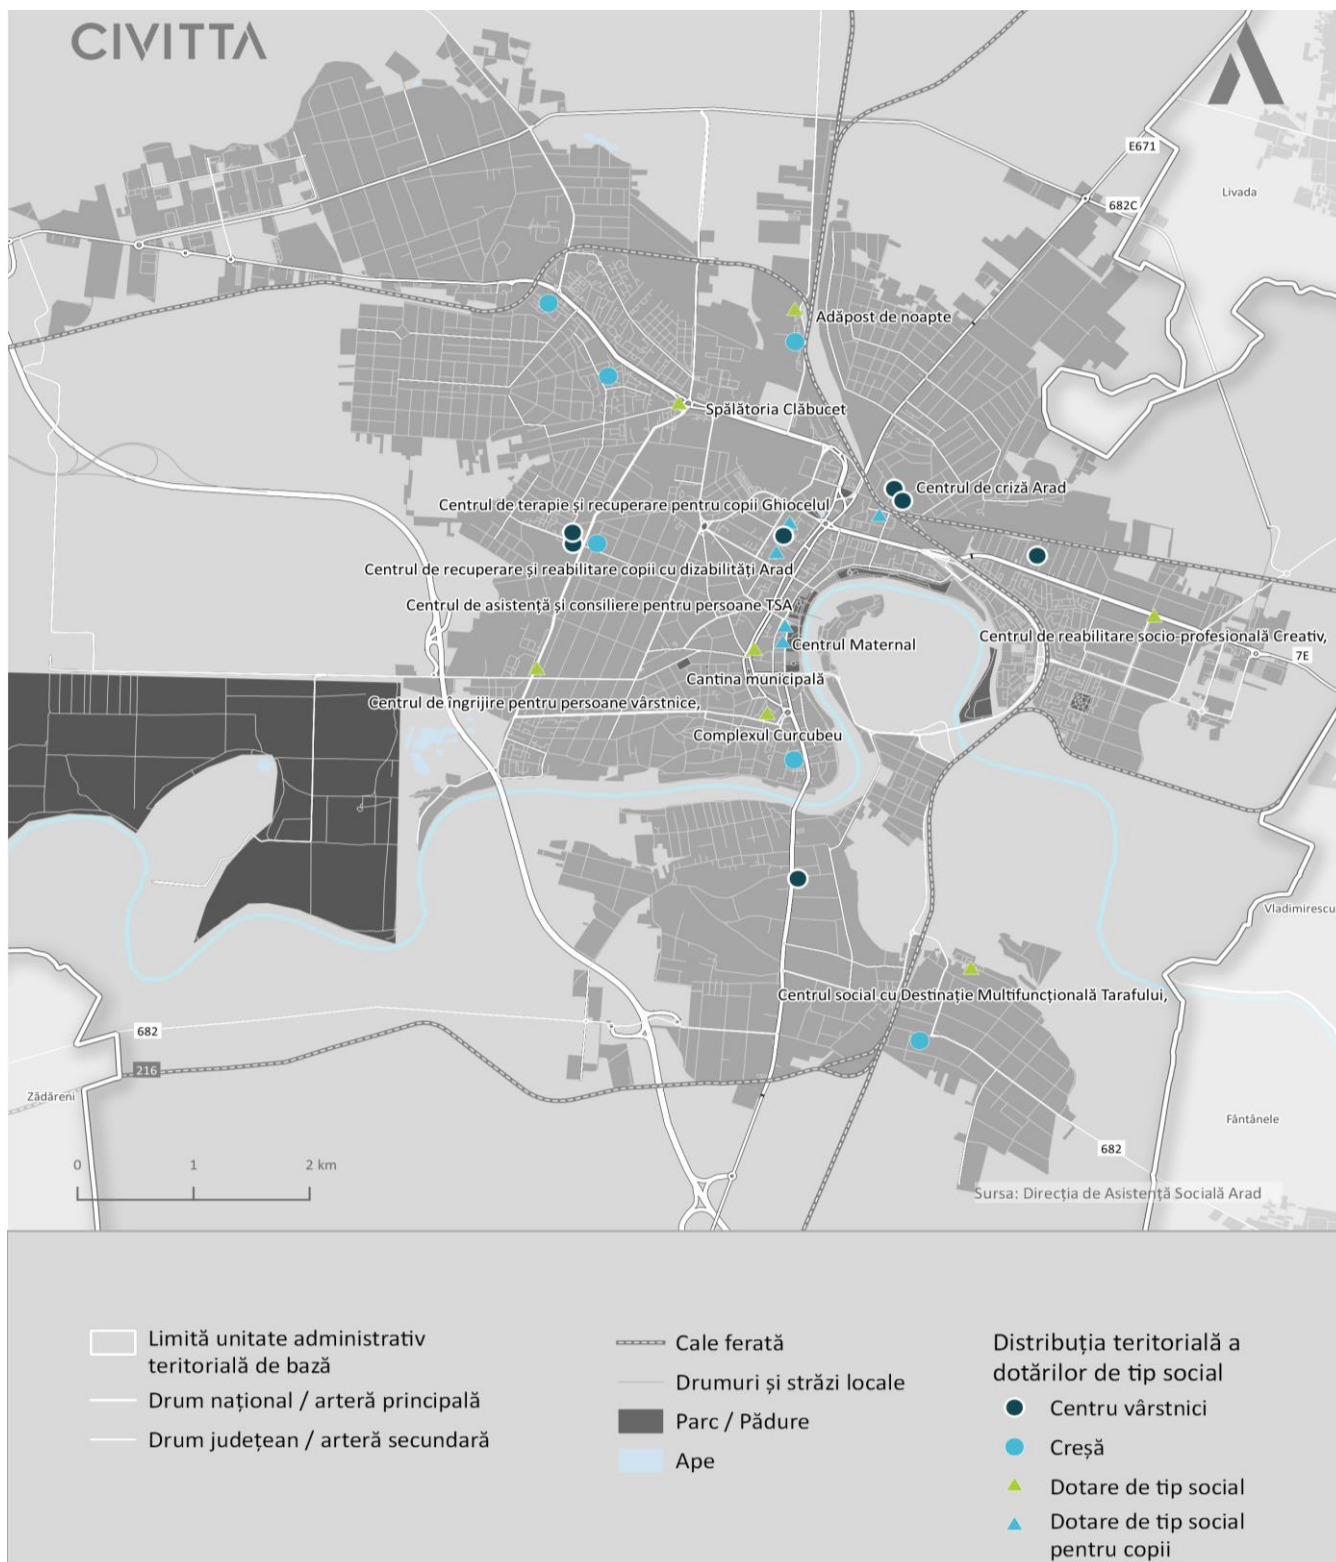 CIVITTA
E671
682C
Livada
Adăpost de noapte
Spălătoria Clăbucet
Centrul de criză Arad
Centrul de terapie și recuperare pentru copii Ghiocelul
Centrul de recuperare și reabilitare copii cu dizabilități Arad
Centrul de asistență și consiliere pentru persoane TSA
Centrul de reabilitare socio-profesională Creativ,
Centrul Maternal
7E
Cantina municipală
Centrul de îngrijire pentru persoane vârstnice,
Complexul Curcubeu
Vladimirescu
Centrul social cu Destinație Multifuncțională Tarafului,
682
216
Zădăreni
Fântânele
682
0 1 2 km
Sursa: Direcția de Asistență Socială Arad
Limită unitate administrativ
teritorială de bază
Drum național / arteră principală
Drum județean / arteră secundară
Cale ferată
Drumuri și străzi locale
Parc / Pădure
Ape
Distribuția teritorială a
dotărilor de tip social
Centru vârstnici
Creșă
Dotare de tip social
Dotare de tip social
pentru copii